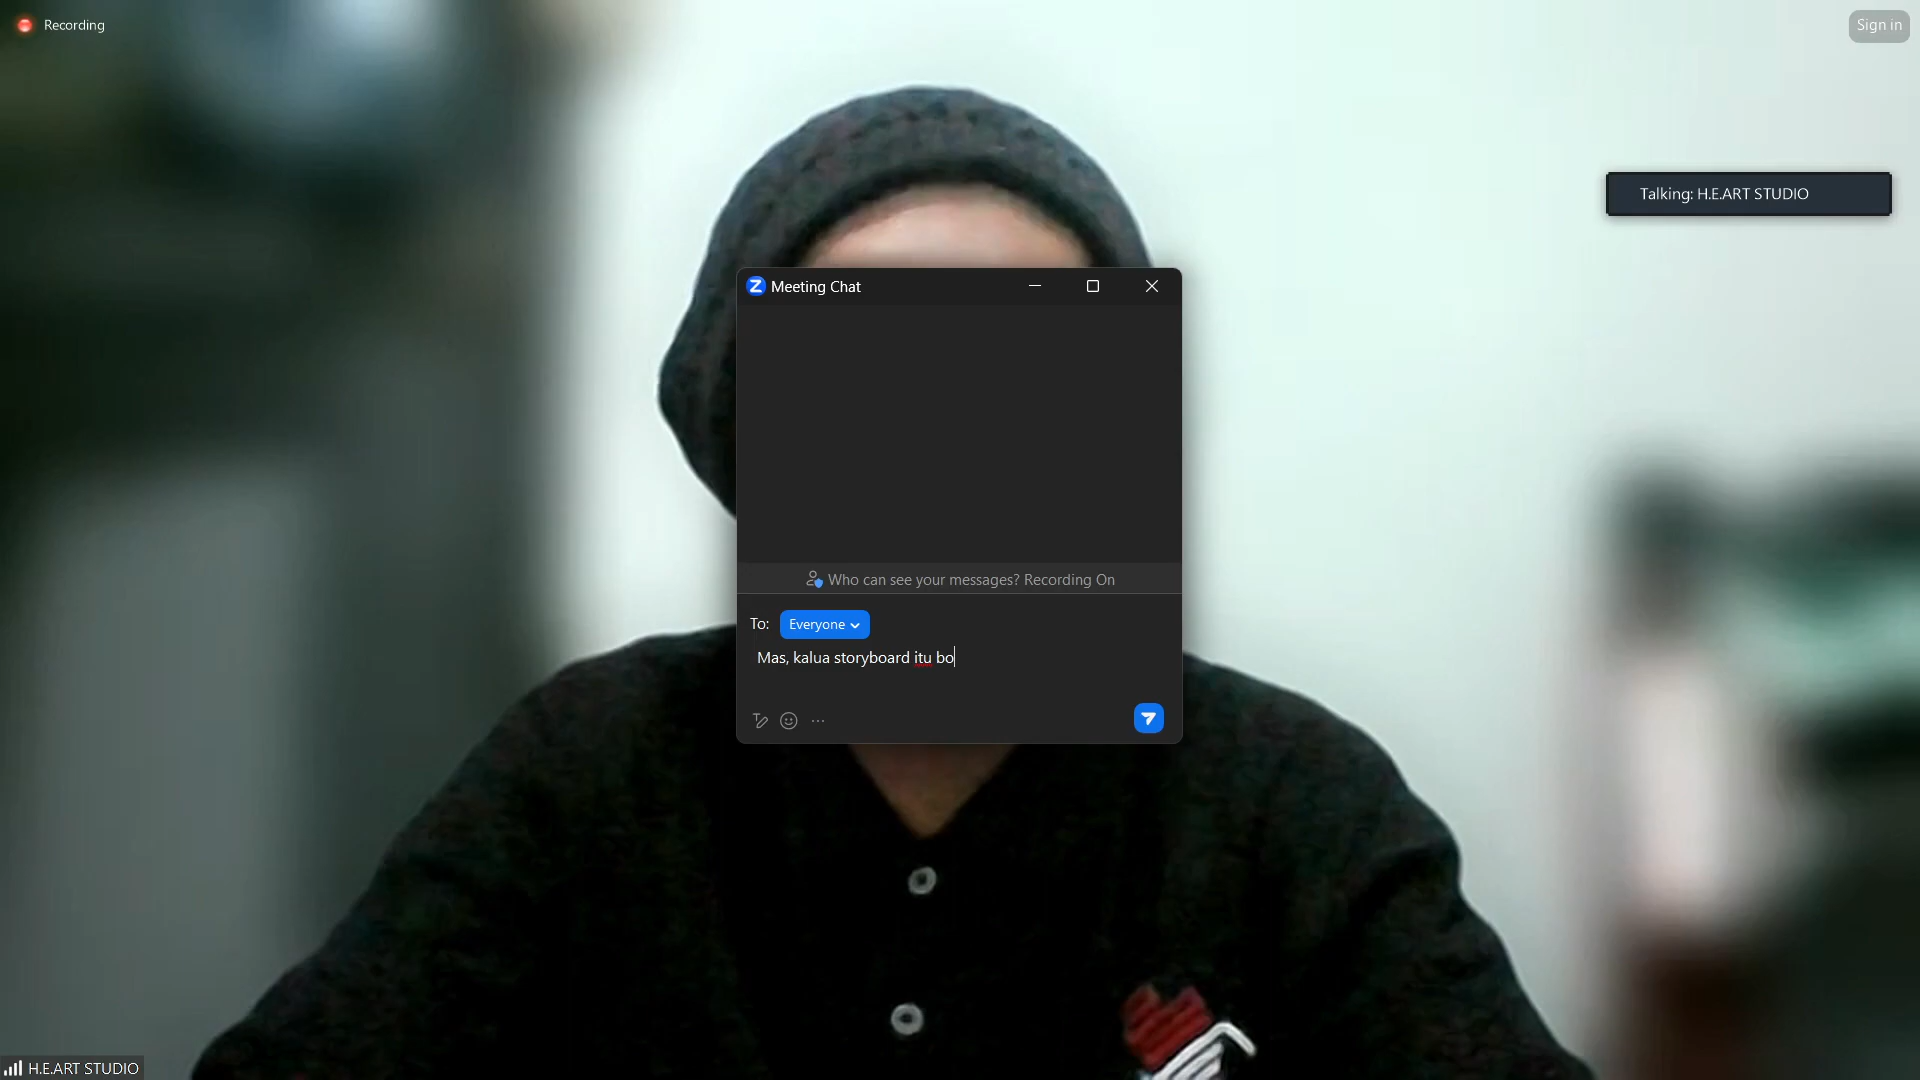 Recording
Sign in
Talking: H.E.ART STUDIO
Meeting Chat
Who can see your messages? Recording On
To: Everyone
Mas, kalua storyboard itu bo
H.E.ART STUDIO